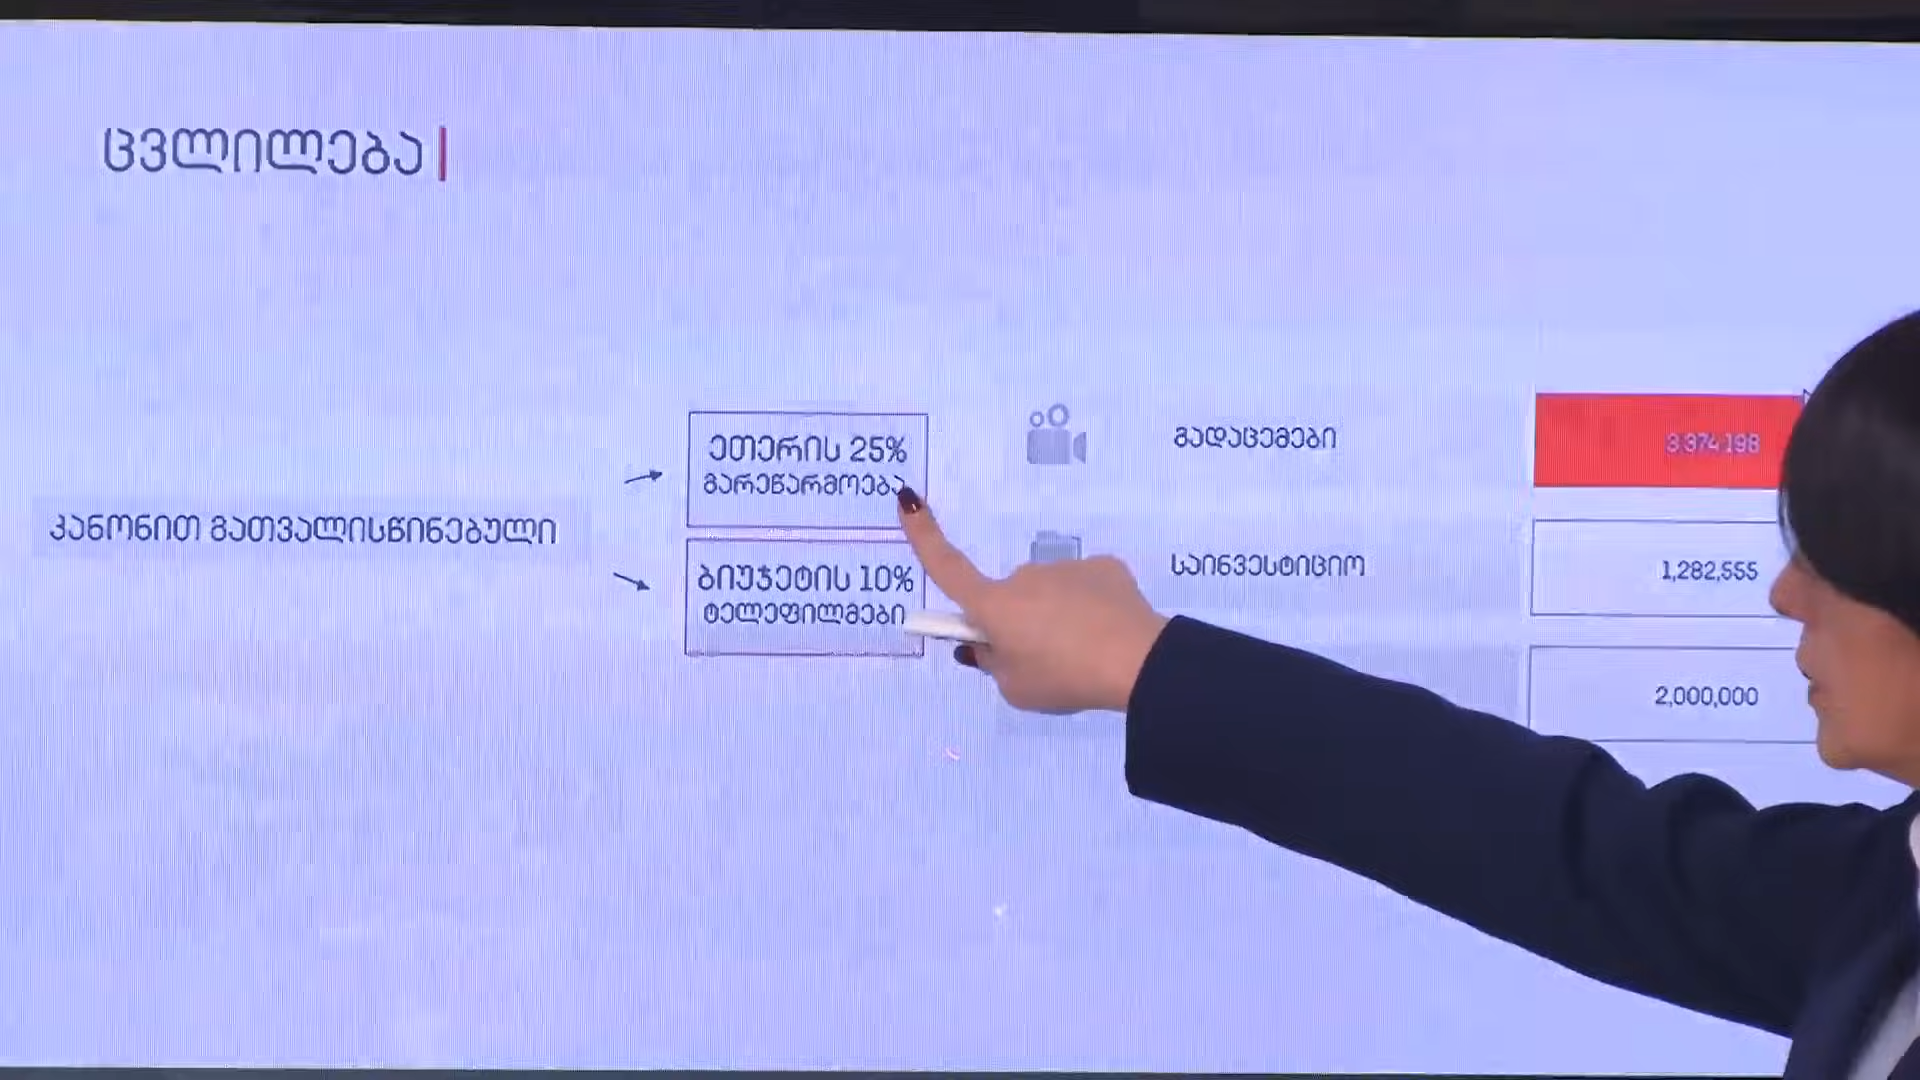 ცვლილება
კანონით გათვალისწინებული
ეთერის 25%
გარეწარმოება
ბიუჯეტის 10%
ტელეფილმები
გადაცემები
3 374 198
საინვესტიციო
1,282,555
2,000,000